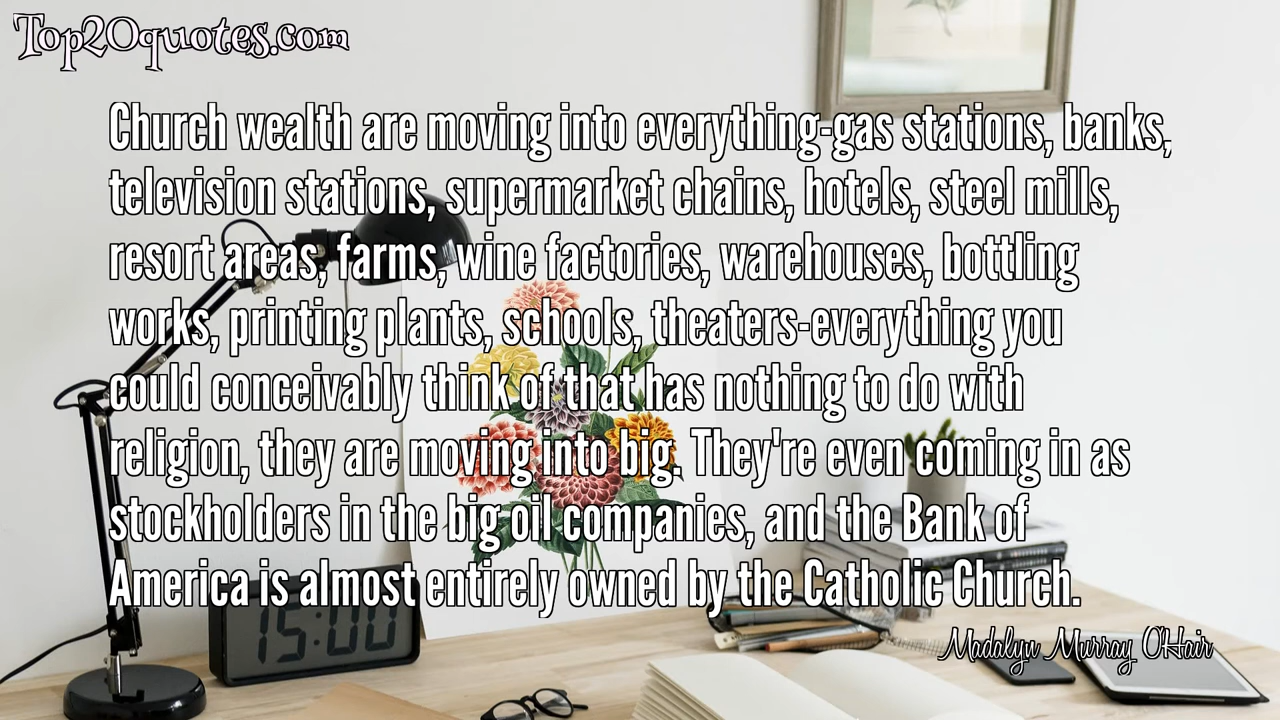 Top20quotes.com
Church wealth are moving into everything-gas stations, banks,
television stations, supermarket chains, hotels, steel mills,
resort areas, farms, wine factories, warehouses, bottling
works, printing plants, schools, theaters-everything you
could conceivably think of that has nothing to do with
religion, they are moving into big. They're even coming in as
stockholders in the big oil companies, and the Bank of
America is almost entirely owned by the Catholic Church.
15:00
Madalyn Murray O'Hair